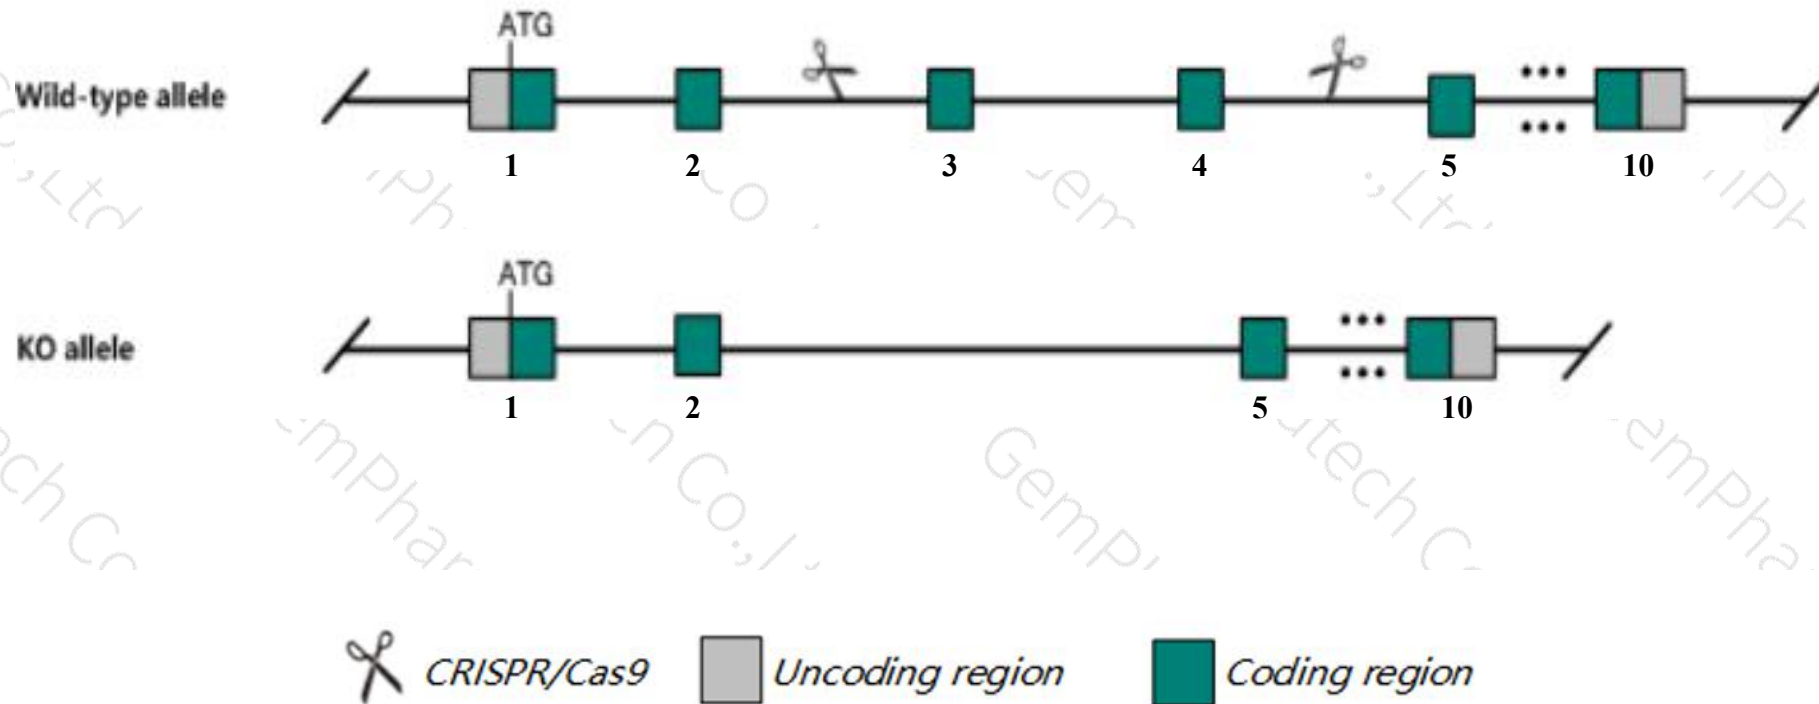 ATG
Wild-type allele
1 2 3 4 5 10
ATG
KO allele
1 2 5 10
CRISPR/Cas9 Uncoding region Coding region